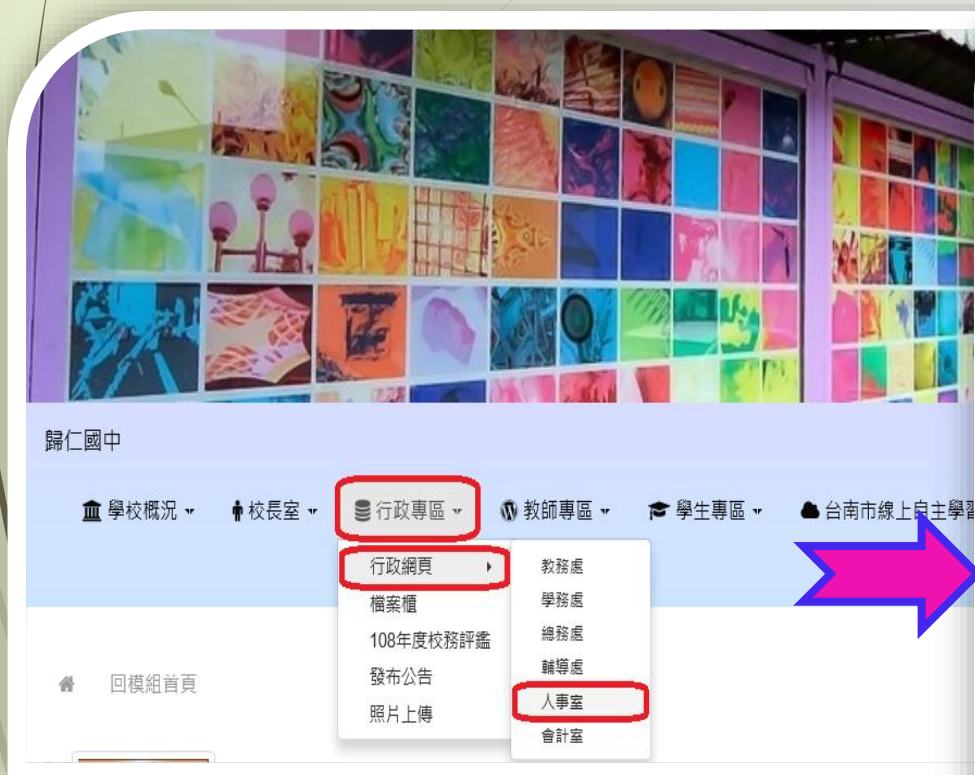 歸仁國中
學校概況 校長室 行政專區 教師專區 學生專區 台南市線上自主學習
行政網頁
檔案櫃
108年度校務評鑑
發布公告
照片上傳
教務處
學務處
總務處
輔導處
人事室
會計室
回模組首頁